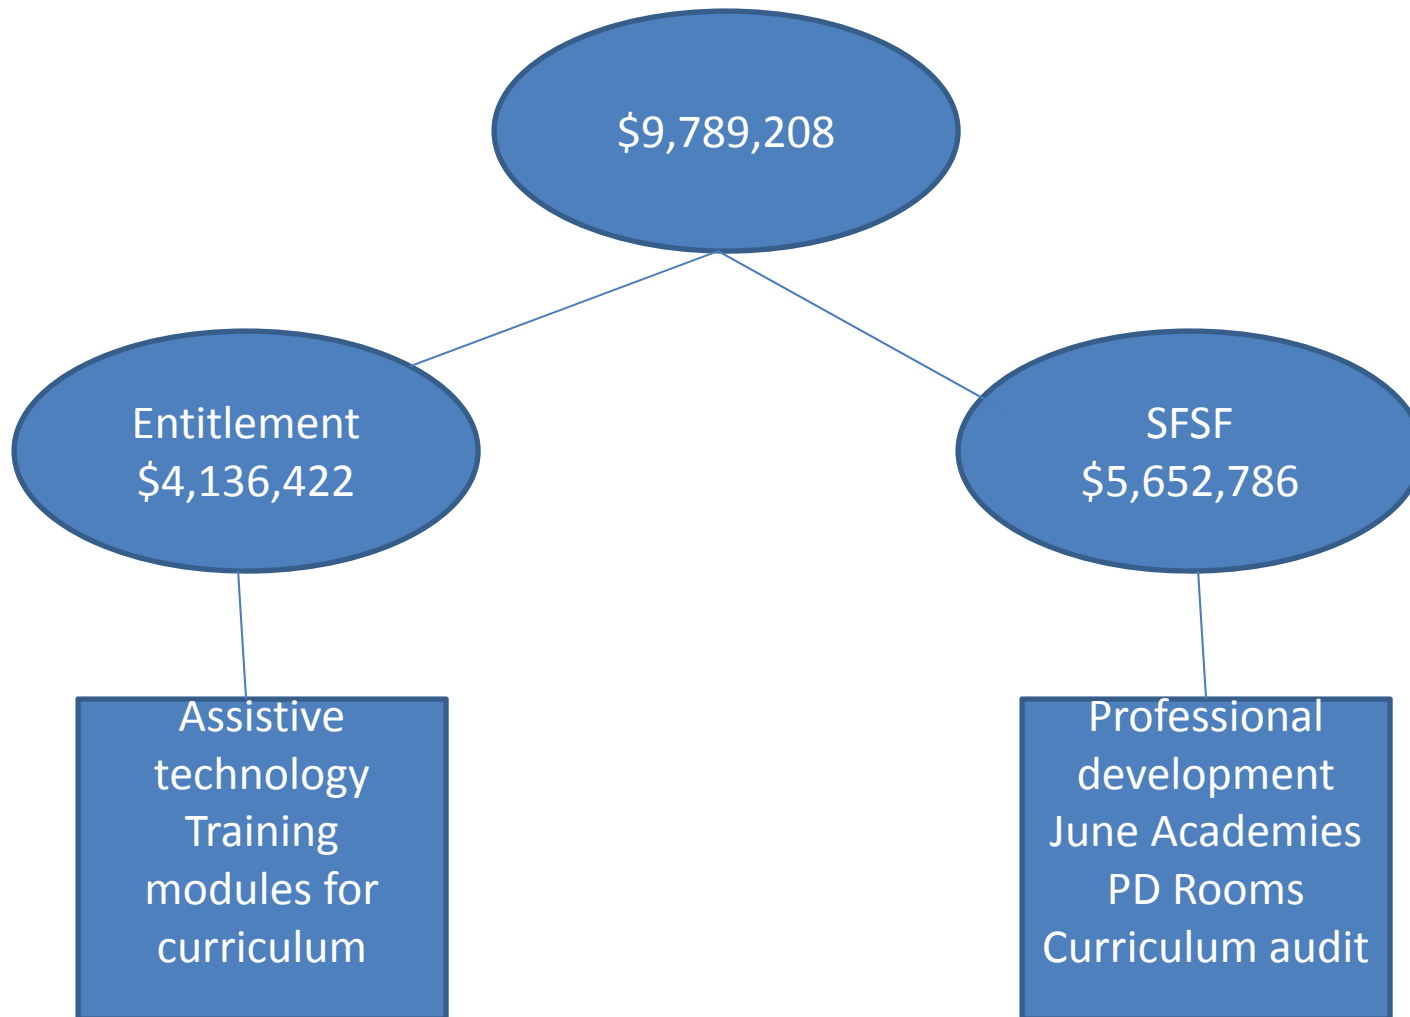 $9,789,208
Entitlement
$4,136,422
SFSF
$5,652,786
Assistive
technology
Training
modules for
curriculum
Professional
development
June Academies
PD Rooms
Curriculum audit